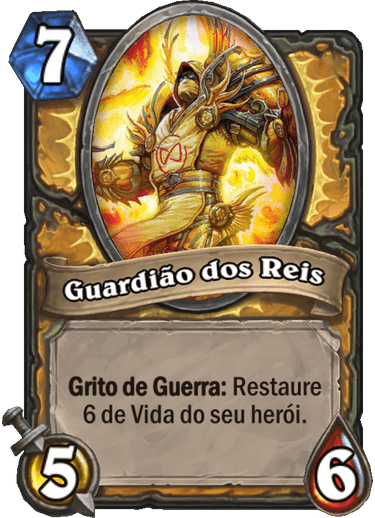 7
Guardião dos Reis
Grito de Guerra: Restaure
6 de Vida do seu herói.
5
6